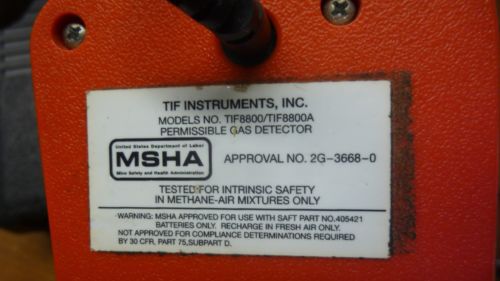 TIF INSTRUMENTS, INC.
MODELS NO. TIF8800/TIF8800A
PERMISSIBLE GAS DETECTOR
United States Department of Labor
MSHA
Mine Safety and Health Administration
APPROVAL NO. 2G-3668-0
TESTED FOR INTRINSIC SAFETY
IN METHANE-AIR MIXTURES ONLY
WARNING: MSHA APPROVED FOR USE WITH SAFT PART NO.405421
BATTERIES ONLY. RECHARGE IN FRESH AIR ONLY.
NOT APPROVED FOR COMPLIANCE DETERMINATIONS REQUIRED
BY 30 CFR, PART 75,SUBPART D.